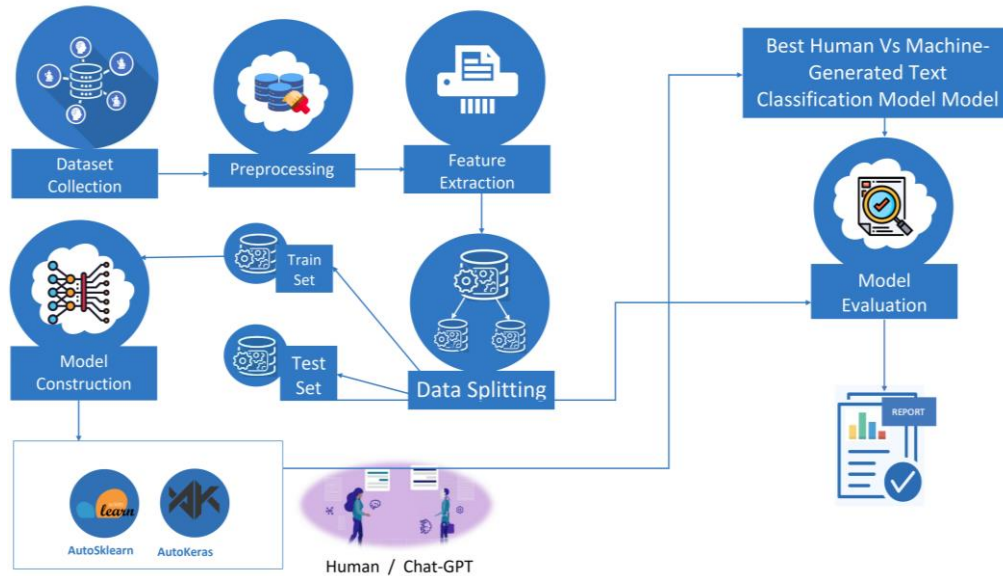 Dataset
Collection
Preprocessing
Feature
Extraction
Best Human Vs Machine-
Generated Text
Classification Model Model
Train
Set
Test
Set
Data Splitting
Model
Construction
Model
Evaluation
REPORT
learn
AutoSklearn
AutoKeras
Human / Chat-GPT